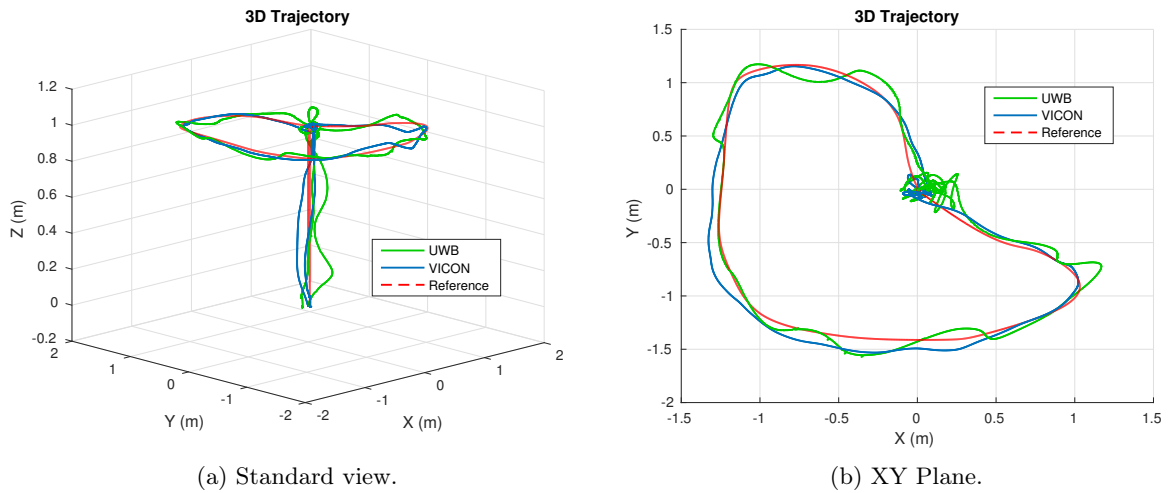 3D Trajectory
1.2
1
0.8
0.6
0.4
0.2
0
-0.2
Z (m)
2
1
0
-1
-2
Y (m)
-2
-1
0
1
2
X (m)
UWB
VICON
Reference
(a) Standard view.
3D Trajectory
1.5
1
0.5
0
-0.5
-1
-1.5
-2
Y (m)
-1.5
-1
-0.5
0
0.5
1
1.5
X (m)
UWB
VICON
Reference
(b) XY Plane.